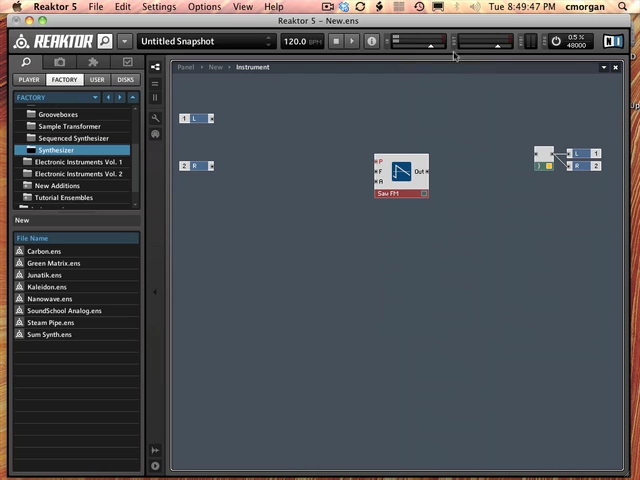 Reaktor 5 File Edit Settings Options View Help Tue 8:49:47 PM cmorgan
Reaktor 5 – New.ens
REAKTOR Untitled Snapshot 120.0 BPM 0.5 % 48000 NI
PLAYER FACTORY USER DISKS
FACTORY
Grooveboxes
Sample Transformer
Sequenced Synthesizer
Synthesizer
Electronic Instruments Vol. 1
Electronic Instruments Vol. 2
New Additions
Tutorial Ensembles
New
File Name
Carbon.ens
Green Matrix.ens
Junatik.ens
Kaleidon.ens
Nanowave.ens
SoundSchool Analog.ens
Steam Pipe.ens
Sum Synth.ens
Panel New Instrument
1 L
2 R
P
F Out
A
Saw FM
L 1
R 2